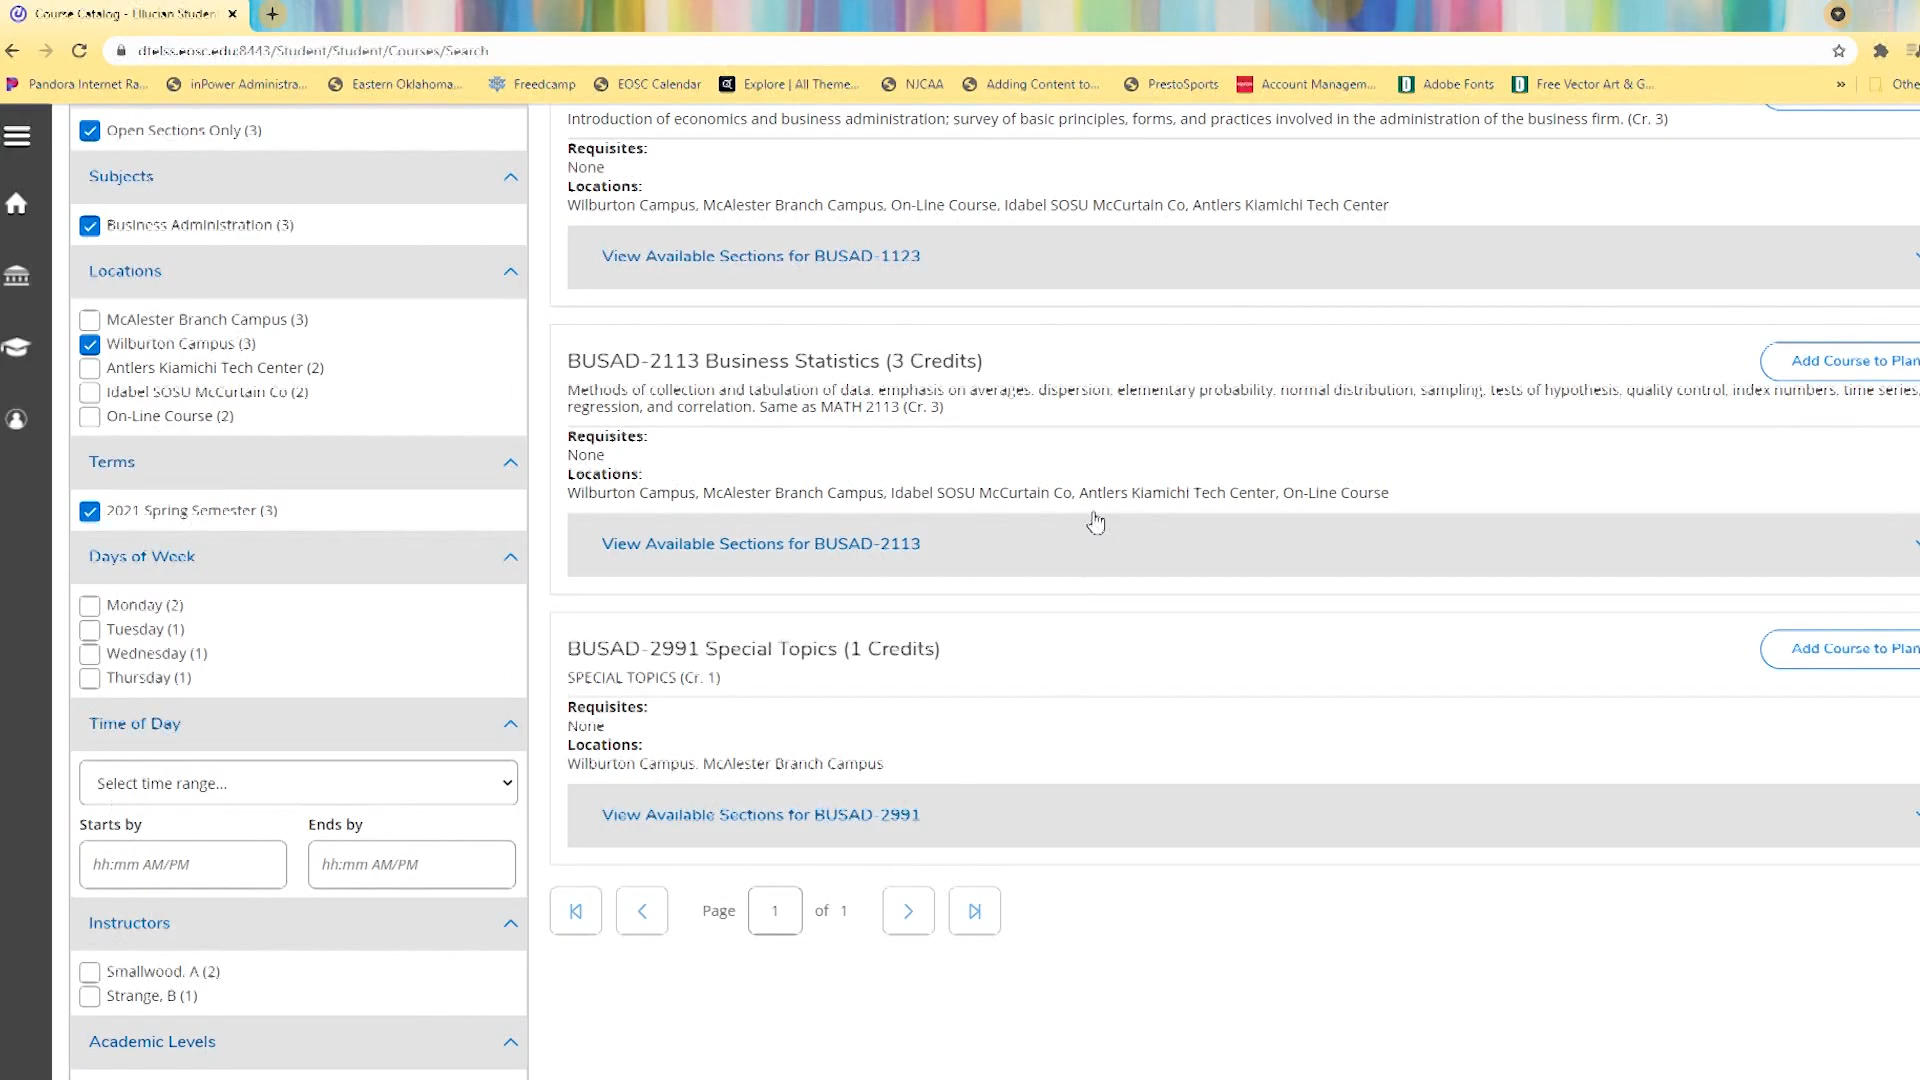 Course Catalog - Ellucian Studen
dtelss.eosc.edu:8443/Student/Student/Courses/Search
Pandora Internet Ra... inPower Administra... Eastern Oklahoma... Freedcamp EOSC Calendar Explore | All Theme... NJCAA Adding Content to... PrestoSports Account Managem... Adobe Fonts Free Vector Art & G... » Othe
Open Sections Only (3)
Subjects
Business Administration (3)
Locations
McAlester Branch Campus (3)
Wilburton Campus (3)
Antlers Kiamichi Tech Center (2)
Idabel SOSU McCurtain Co (2)
On-Line Course (2)
Terms
2021 Spring Semester (3)
Days of Week
Monday (2)
Tuesday (1)
Wednesday (1)
Thursday (1)
Time of Day
Select time range...
Starts by Ends by
hh:mm AM/PM hh:mm AM/PM
Instructors
Smallwood, A (2)
Strange, B (1)
Academic Levels
Introduction of economics and business administration; survey of basic principles, forms, and practices involved in the administration of the business firm. (Cr. 3)
Requisites:
None
Locations:
Wilburton Campus, McAlester Branch Campus, On-Line Course, Idabel SOSU McCurtain Co, Antlers Kiamichi Tech Center
View Available Sections for BUSAD-1123
BUSAD-2113 Business Statistics (3 Credits)
Add Course to Plan
Methods of collection and tabulation of data, emphasis on averages, dispersion, elementary probability, normal distribution, sampling, tests of hypothesis, quality control, index numbers, time series,
regression, and correlation. Same as MATH 2113 (Cr. 3)
Requisites:
None
Locations:
Wilburton Campus, McAlester Branch Campus, Idabel SOSU McCurtain Co, Antlers Kiamichi Tech Center, On-Line Course
View Available Sections for BUSAD-2113
BUSAD-2991 Special Topics (1 Credits)
Add Course to Plan
SPECIAL TOPICS (Cr. 1)
Requisites:
None
Locations:
Wilburton Campus, McAlester Branch Campus
View Available Sections for BUSAD-2991
Page 1 of 1